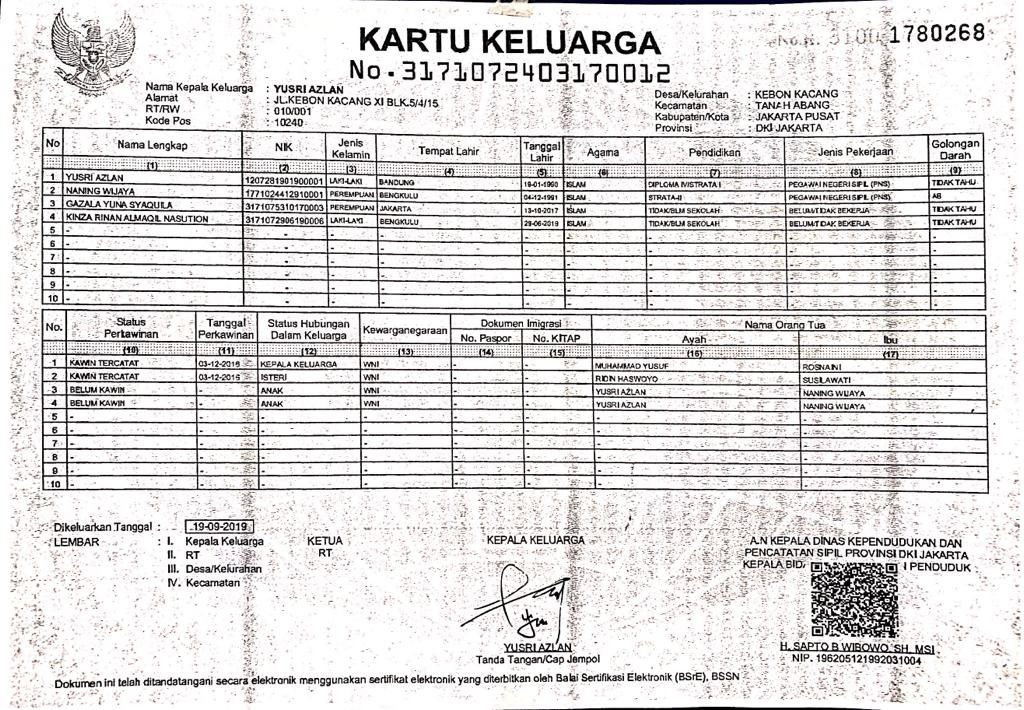 KARTU KELUARGA
No. 3171072403170012
1780268
Nama Kepala Keluarga : YUSRI AZLAN
Alamat : JL.KEBON KACANG XI BLK.5/4/15
RT/RW : 010/001
Kode Pos : 10240
Desa/Kelurahan : KEBON KACANG
Kecamatan : TANAH ABANG
Kabupaten/Kota : JAKARTA PUSAT
Provinsi : DKI JAKARTA
No Nama Lengkap NIK Jenis Kelamin Tempat Lahir Tanggal Lahir Agama Pendidikan Jenis Pekerjaan Golongan Darah
(1) (2) (3) (4) (5) (6) (7) (8) (9)
1 YUSRI AZLAN 1207281901900001 LAKI-LAKI BANDUNG 19-01-1990 ISLAM DIPLOMA IV/STRATA I PEGAWAI NEGERI SIPIL (PNS) TIDAK TAHU
2 NANING WIJAYA 1771024412910001 PEREMPUAN BENGKULU 04-12-1991 ISLAM STRATA-II PEGAWAI NEGERI SIPIL (PNS) AB
3 GAZALA YUNA SYAQUILA 3171075310170003 PEREMPUAN JAKARTA 13-10-2017 ISLAM TIDAK/BLM SEKOLAH BELUM/TIDAK BEKERJA TIDAK TAHU
4 KINZA RINAN ALMAQIL NASUTION 3171072906190006 LAKI-LAKI BENGKULU 29-06-2019 ISLAM TIDAK/BLM SEKOLAH BELUM/TIDAK BEKERJA TIDAK TAHU
5 - - - - - - - - -
6 - - - - - - - - -
7 - - - - - - - - -
8 - - - - - - - - -
9 - - - - - - - - -
10 - - - - - - - - -
No. Status Perkawinan Tanggal Perkawinan Status Hubungan Dalam Keluarga Kewarganegaraan Dokumen Imigrasi Nama Orang Tua
No. Paspor No. KITAP Ayah Ibu
(10) (11) (12) (13) (14) (15) (16) (17)
1 KAWIN TERCATAT 03-12-2016 KEPALA KELUARGA WNI - - MUHAMMAD YUSUF ROSNAINI
2 KAWIN TERCATAT 03-12-2016 ISTERI WNI - - RIDIN HASWOYO SUSILAWATI
3 BELUM KAWIN - ANAK WNI - - YUSRI AZLAN NANING WIJAYA
4 BELUM KAWIN - ANAK WNI - - YUSRI AZLAN NANING WIJAYA
5 - - - - - - - -
6 - - - - - - - -
7 - - - - - - - -
8 - - - - - - - -
9 - - - - - - - -
10 - - - - - - - -
Dikeluarkan Tanggal : 19-09-2019
LEMBAR : I. Kepala Keluarga
II. RT
III. Desa/Kelurahan
IV. Kecamatan
KETUA
RT
KEPALA KELUARGA
YUSRI AZLAN
Tanda Tangan/Cap Jempol
A.N KEPALA DINAS KEPENDUDUKAN DAN
PENCATATAN SIPIL PROVINSI DKI JAKARTA
KEPALA BID I PENDUDUK
H. SAPTO B WIBOWO, SH, MSI
NIP. 196205121992031004
Dokumen ini telah ditandatangani secara elektronik menggunakan sertifikat elektronik yang diterbitkan oleh Balai Sertifikasi Elektronik (BSrE), BSSN